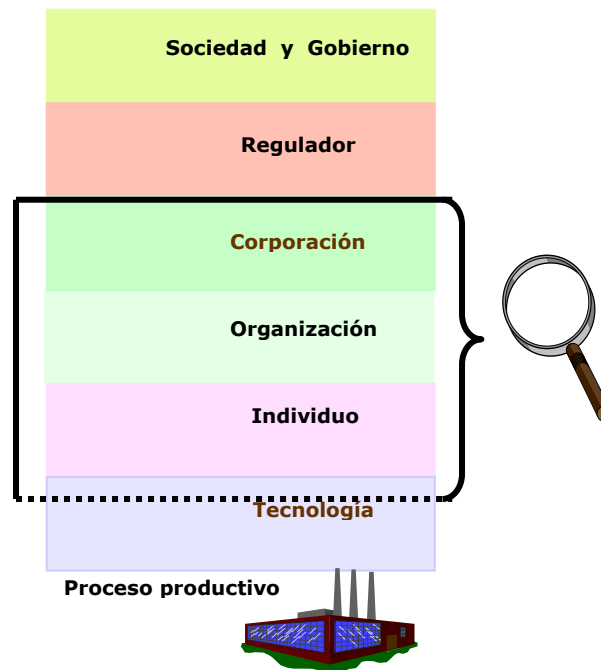 Sociedad y Gobierno
Regulador
Corporación
Organización
Individuo
Tecnología
Proceso productivo